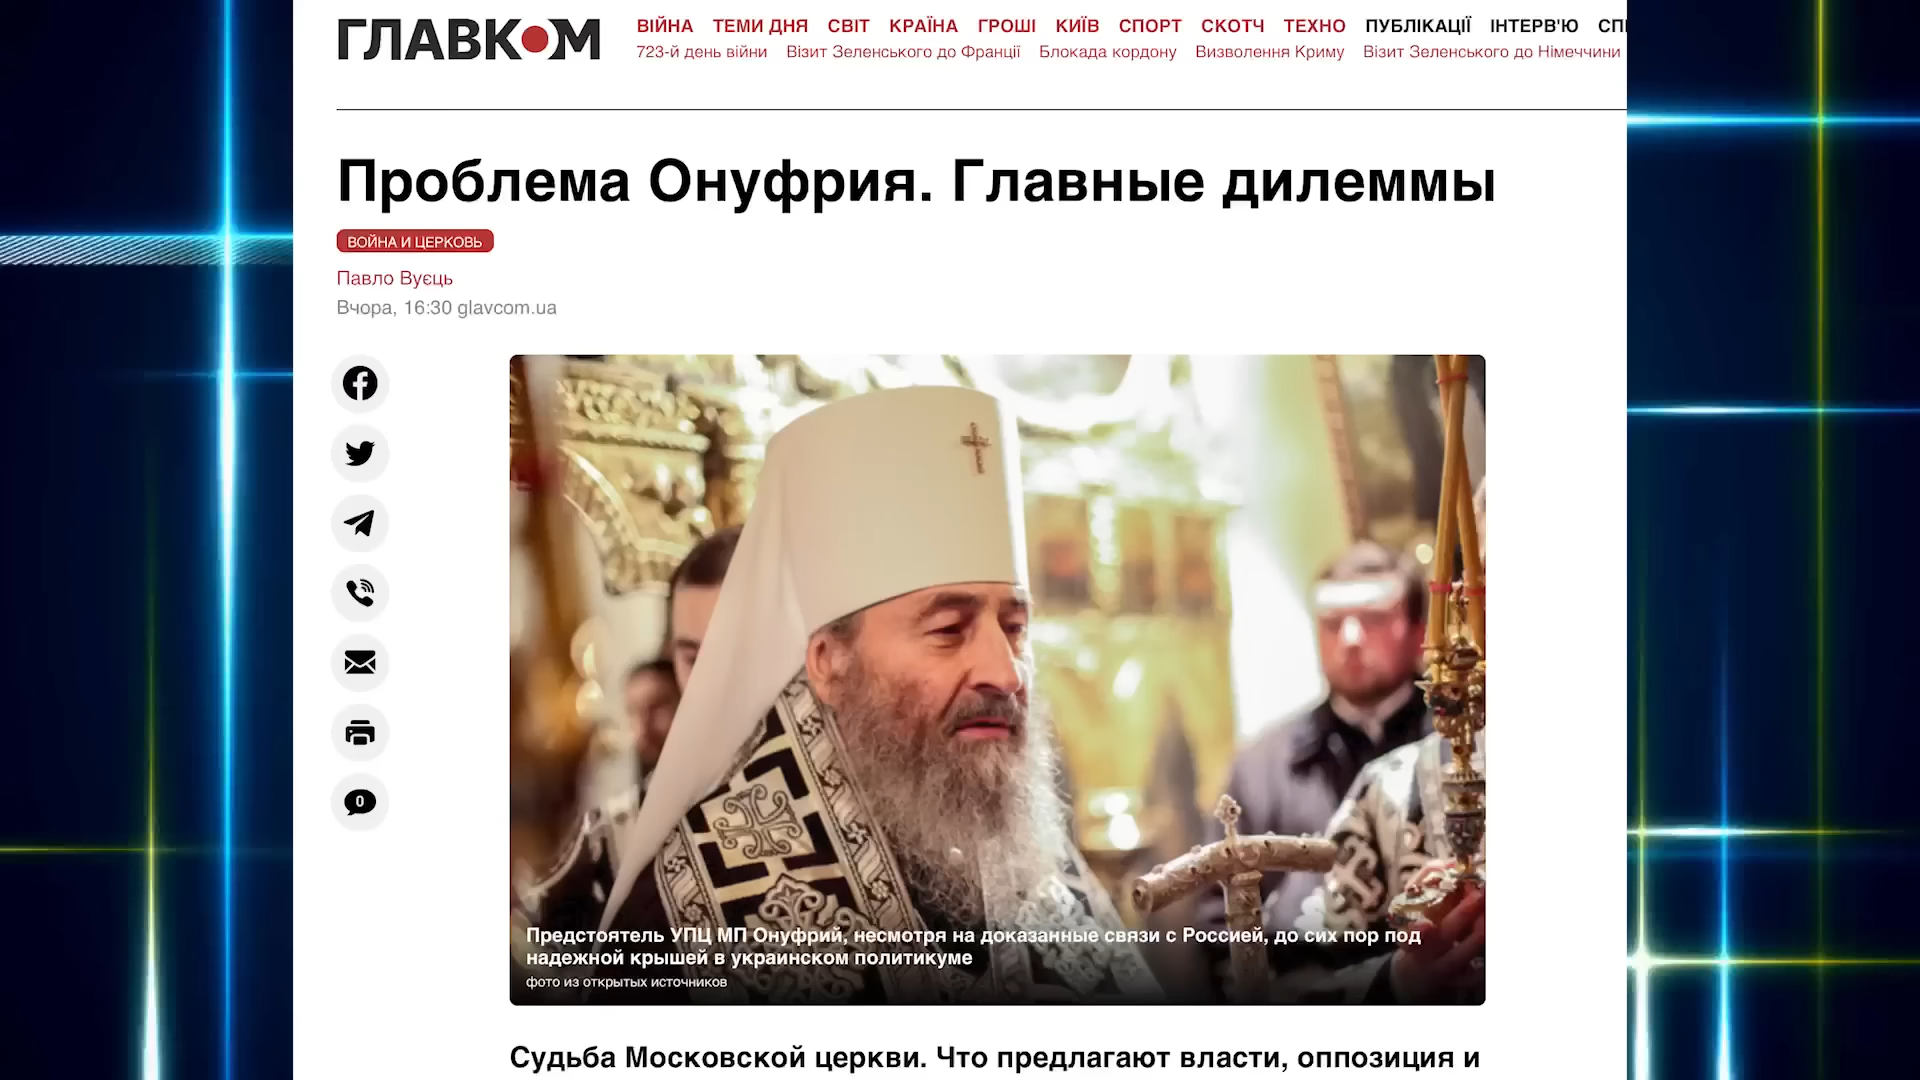 ГЛАВКОМ
ВІЙНА ТЕМИ ДНЯ СВІТ КРАЇНА ГРОШІ КИЇВ СПОРТ СКОТЧ ТЕХНО ПУБЛІКАЦІЇ ІНТЕРВ'Ю
723-й день війни Візит Зеленського до Франції Блокада кордону Визволення Криму Візит Зеленського до Німеччини
Проблема Онуфрия. Главные дилеммы
ВОЙНА И ЦЕРКОВЬ
Павло Вуєць
Вчора, 16:30 glavcom.ua
0
Предстоятель УПЦ МП Онуфрий, несмотря на доказанные связи с Россией, до сих пор под
надежной крышей в украинском политикуме
фото из открытых источников
Судьба Московской церкви. Что предлагают власти, оппозиция и